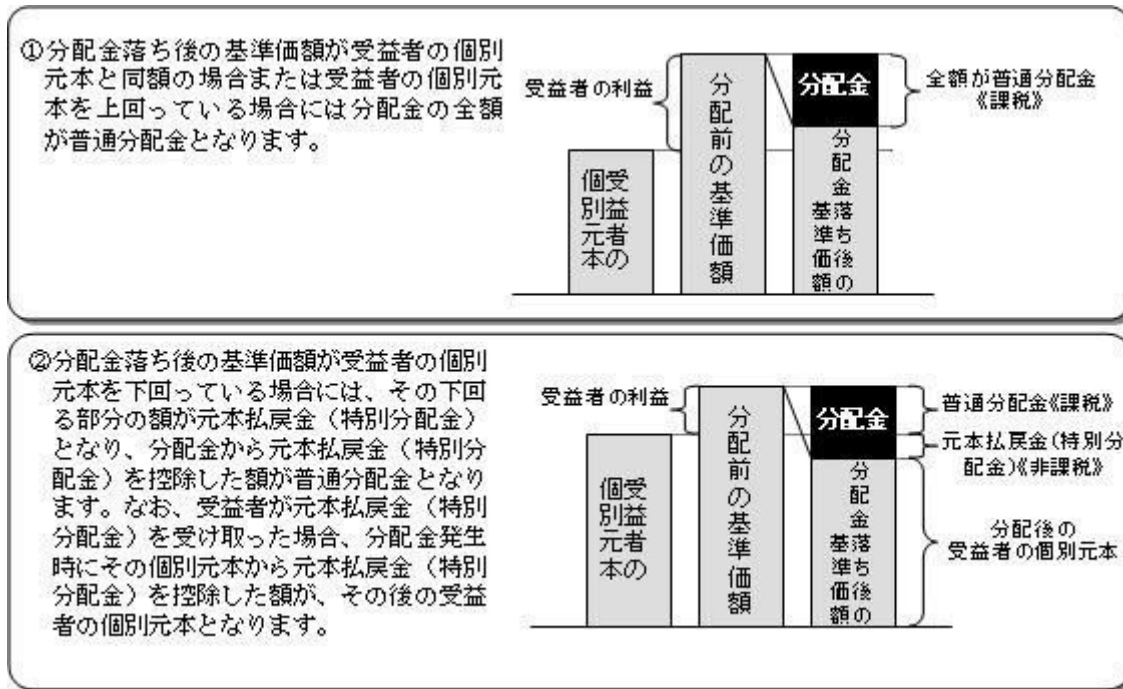 ①分配金落ち後の基準価額が受益者の個別
元本と同額の場合または受益者の個別元
本を上回っている場合には分配金の全額
が普通分配金となります。
受益者の利益
受益者の
個別元本
分配前の基準価額
分配金
分配金落ち後の
基準価額
全額が普通分配金
《課税》
②分配金落ち後の基準価額が受益者の個別
元本を下回っている場合には、その下回
る部分の額が元本払戻金（特別分配金）
となり、分配金から元本払戻金（特別分
配金）を控除した額が普通分配金となり
ます。なお、受益者が元本払戻金（特別
分配金）を受け取った場合、分配金発生
時にその個別元本から元本払戻金（特別
分配金）を控除した額が、その後の受益
者の個別元本となります。
受益者の利益
受益者の
個別元本
分配前の基準価額
分配金
分配金落ち後の
基準価額
普通分配金《課税》
元本払戻金(特別分
配金)《非課税》
分配後の
受益者の個別元本